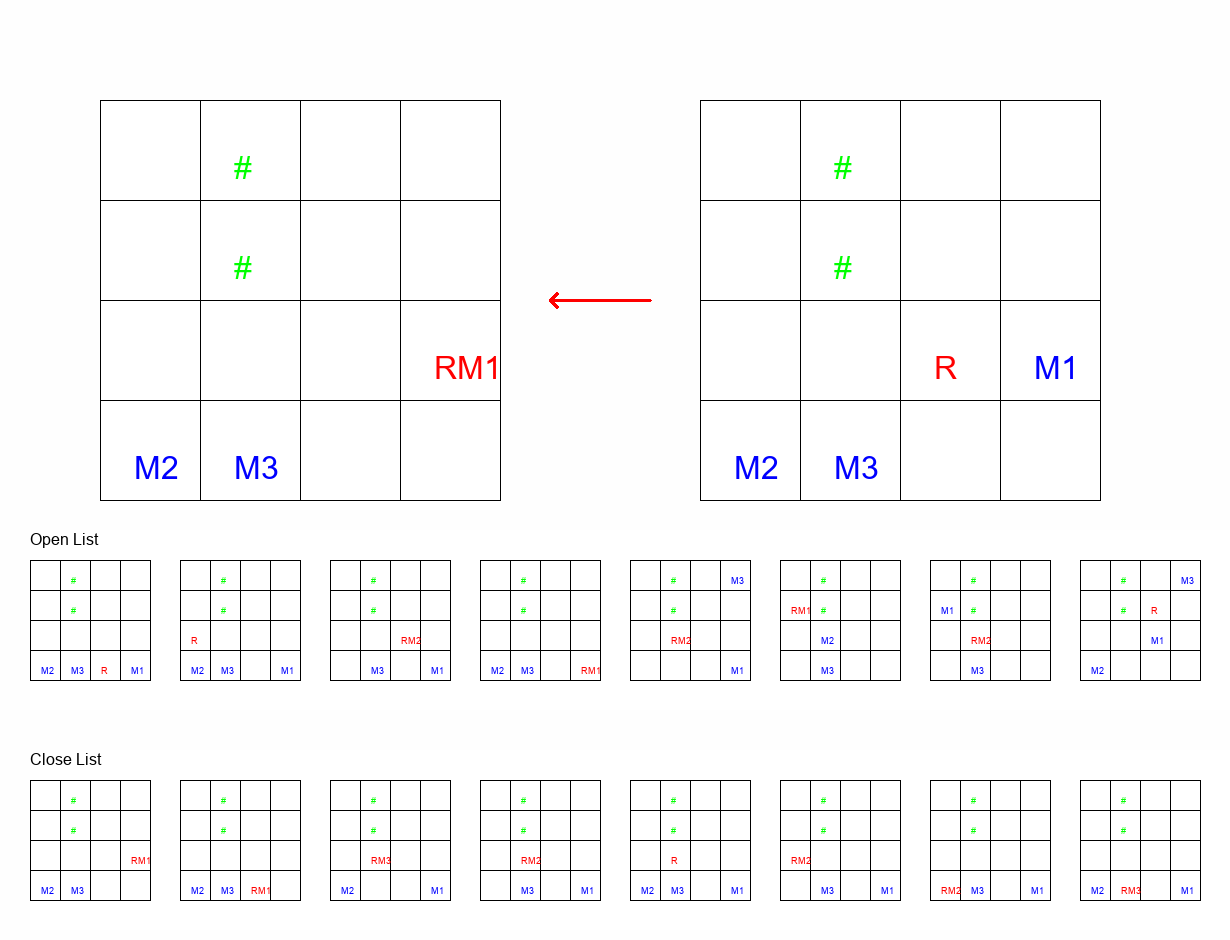 # #
# #
RM1 R M1
M2 M3 M2 M3
Open List
# # # # # M3 # # # M3
# # # # # RM1 # M1 # # R
R RM2 RM2 M2 RM2 M1
M2 M3 R M1 M2 M3 M1 M3 M1 M2 M3 RM1 M1 M3 M3 M2
Close List
# # # # # # # #
# # # # # # # #
RM1 RM3 RM2 R RM2
M2 M3 M2 M3 RM1 M2 M1 M3 M1 M2 M3 M1 M3 M1 RM2 M3 M1 M2 RM3 M1